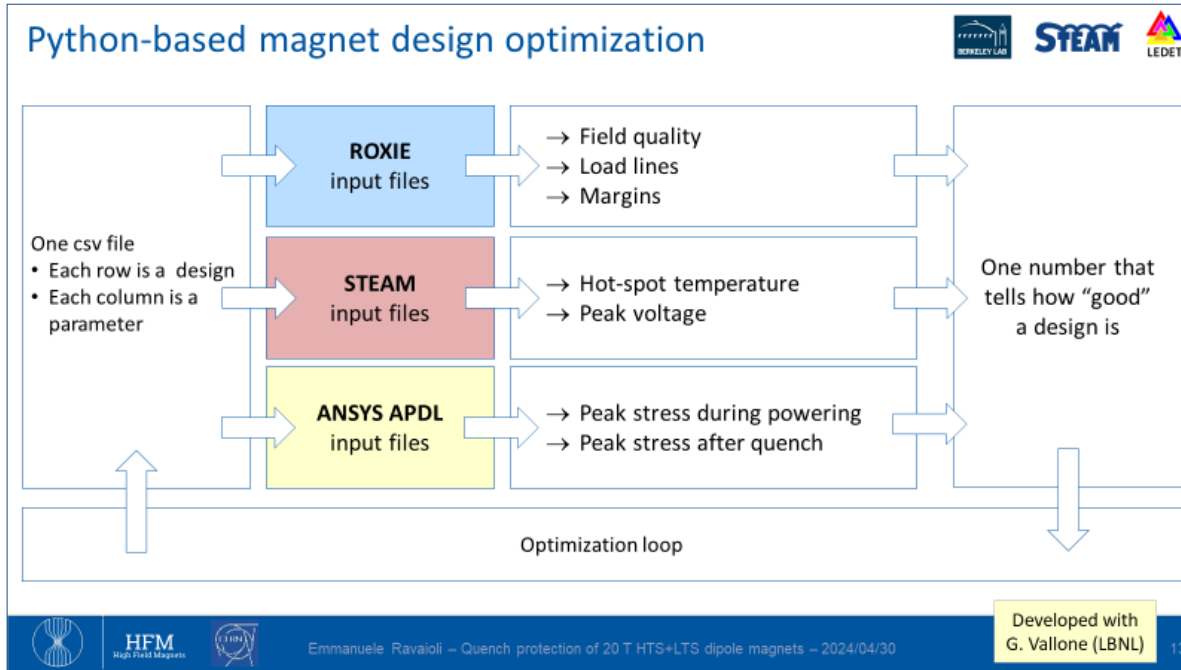 Python-based magnet design optimization
BERKELEY LAB
STEAM
LEDET
One csv file
• Each row is a design
• Each column is a
parameter
ROXIE
input files
→ Field quality
→ Load lines
→ Margins
STEAM
input files
→ Hot-spot temperature
→ Peak voltage
ANSYS APDL
input files
→ Peak stress during powering
→ Peak stress after quench
One number that
tells how “good”
a design is
Optimization loop
HFM
High Field Magnets
CERN
Emmanuele Ravaioli – Quench protection of 20 T HTS+LTS dipole magnets – 2024/04/30
Developed with
G. Vallone (LBNL)